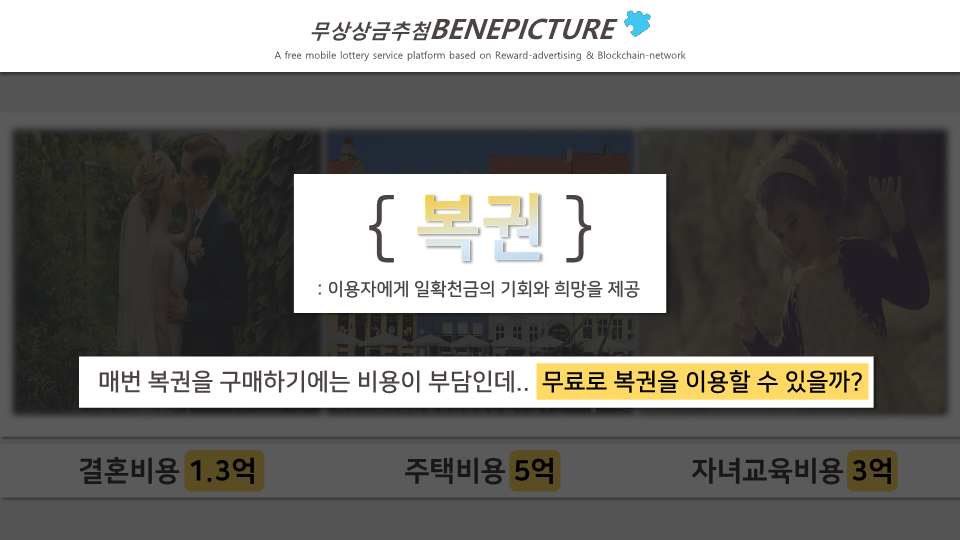 무상상금추첨BENEPICTURE
A free mobile lottery service platform based on Reward-advertising & Blockchain-network
{ 복권 }
: 이용자에게 일확천금의 기회와 희망을 제공
매번 복권을 구매하기에는 비용이 부담인데.. 무료로 복권을 이용할 수 있을까?
결혼비용 1.3억 주택비용 5억 자녀교육비용 3억